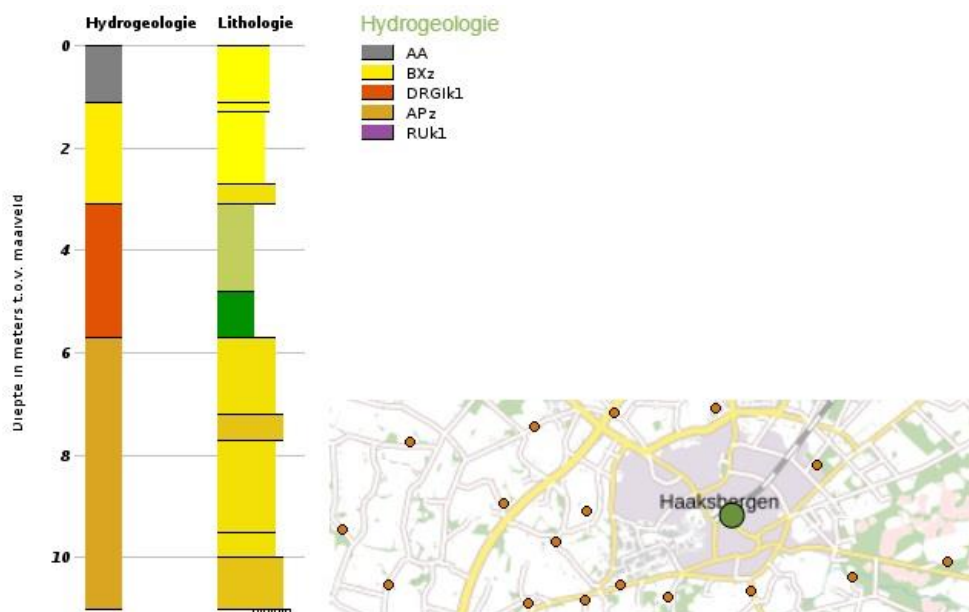 Hydrogeologie Lithologie
0
2
4
6
8
10
Diepte in meters t.o.v. maaiveld
Hydrogeologie
AA
BXz
DRGIk1
APz
RUk1
Haaksbergen